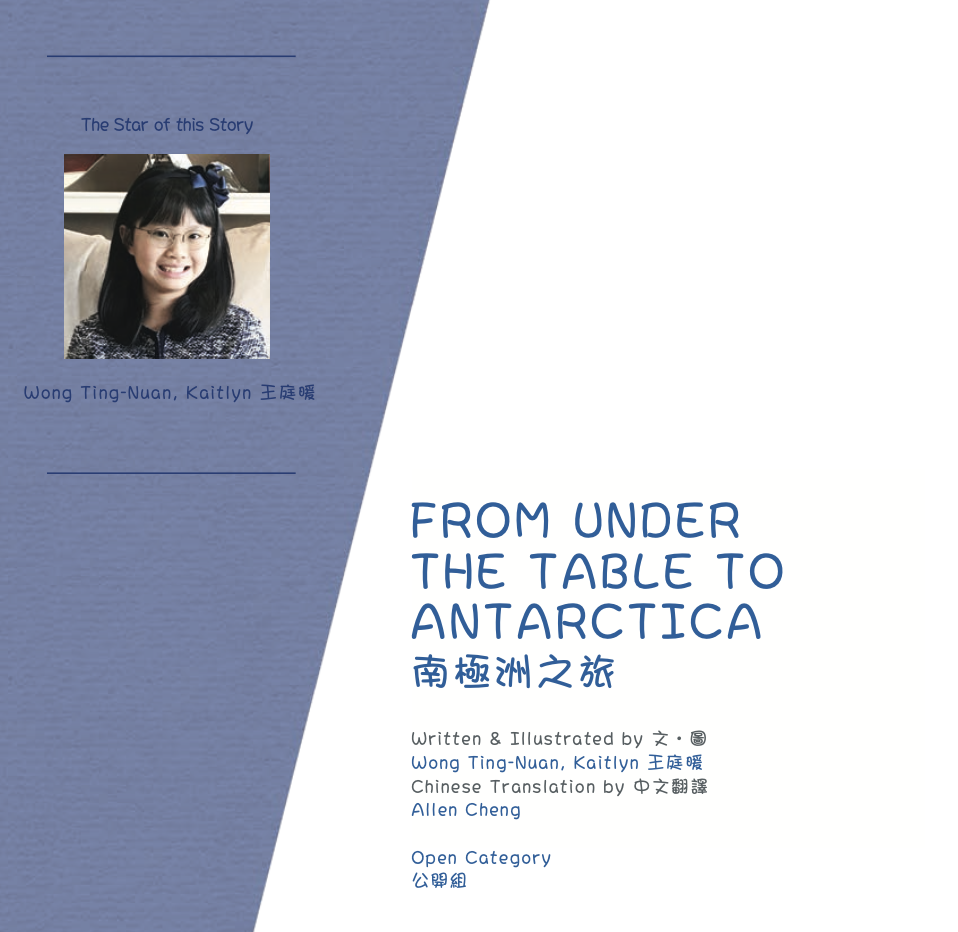 The Star of this Story
Wong Ting-Nuan, Kaitlyn 王庭暖
FROM UNDER
THE TABLE TO
ANTARCTICA
南極洲之旅
Written & Illustrated by 文・圖
Wong Ting-Nuan, Kaitlyn 王庭暖
Chinese Translation by 中文翻譯
Allen Cheng
Open Category
公開組